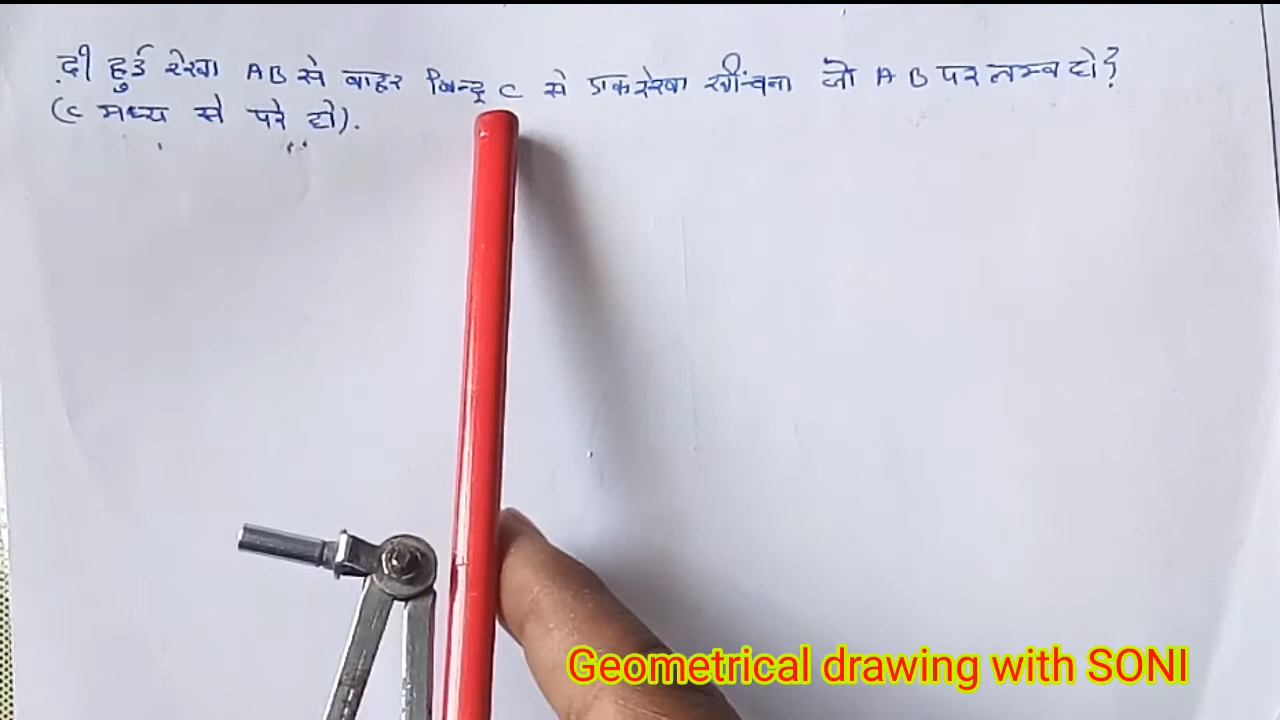 दी हुई रेखा AB से बाहर बिन्दू C से एक रेखा खींचना जो AB पर लम्ब हो?
(C मध्य से परे हो).
Geometrical drawing with SONI